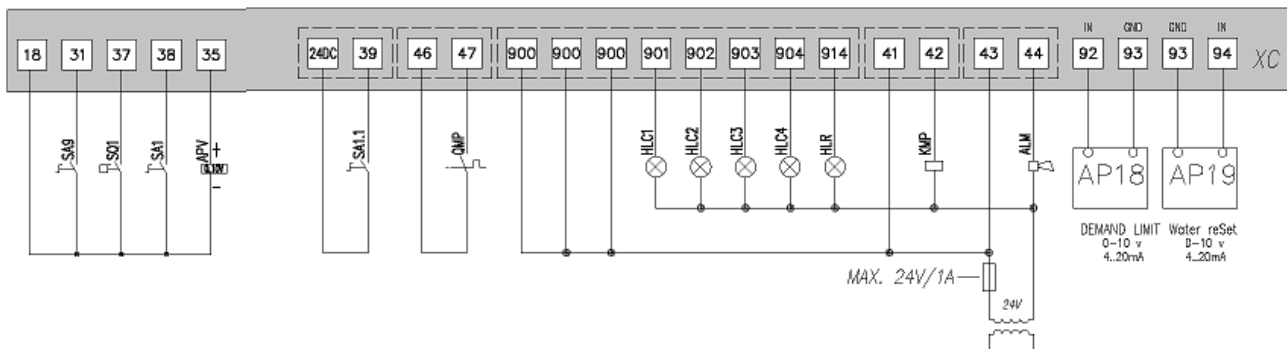 IN GND GND IN
18 31 37 38 35 24DC 39 46 47 900 900 900 901 902 903 904 914 41 42 43 44 92 93 93 94 XC
SA9 SQ1 SA1 APV + - SA1.1 QMP HLC1 HLC2 HLC3 HLC4 HLR KMP ALM
AP18 AP19
DEMAND LIMIT Water reSet
0-10 v 0-10 v
4..20mA 4..20mA
MAX. 24V/1A
24V